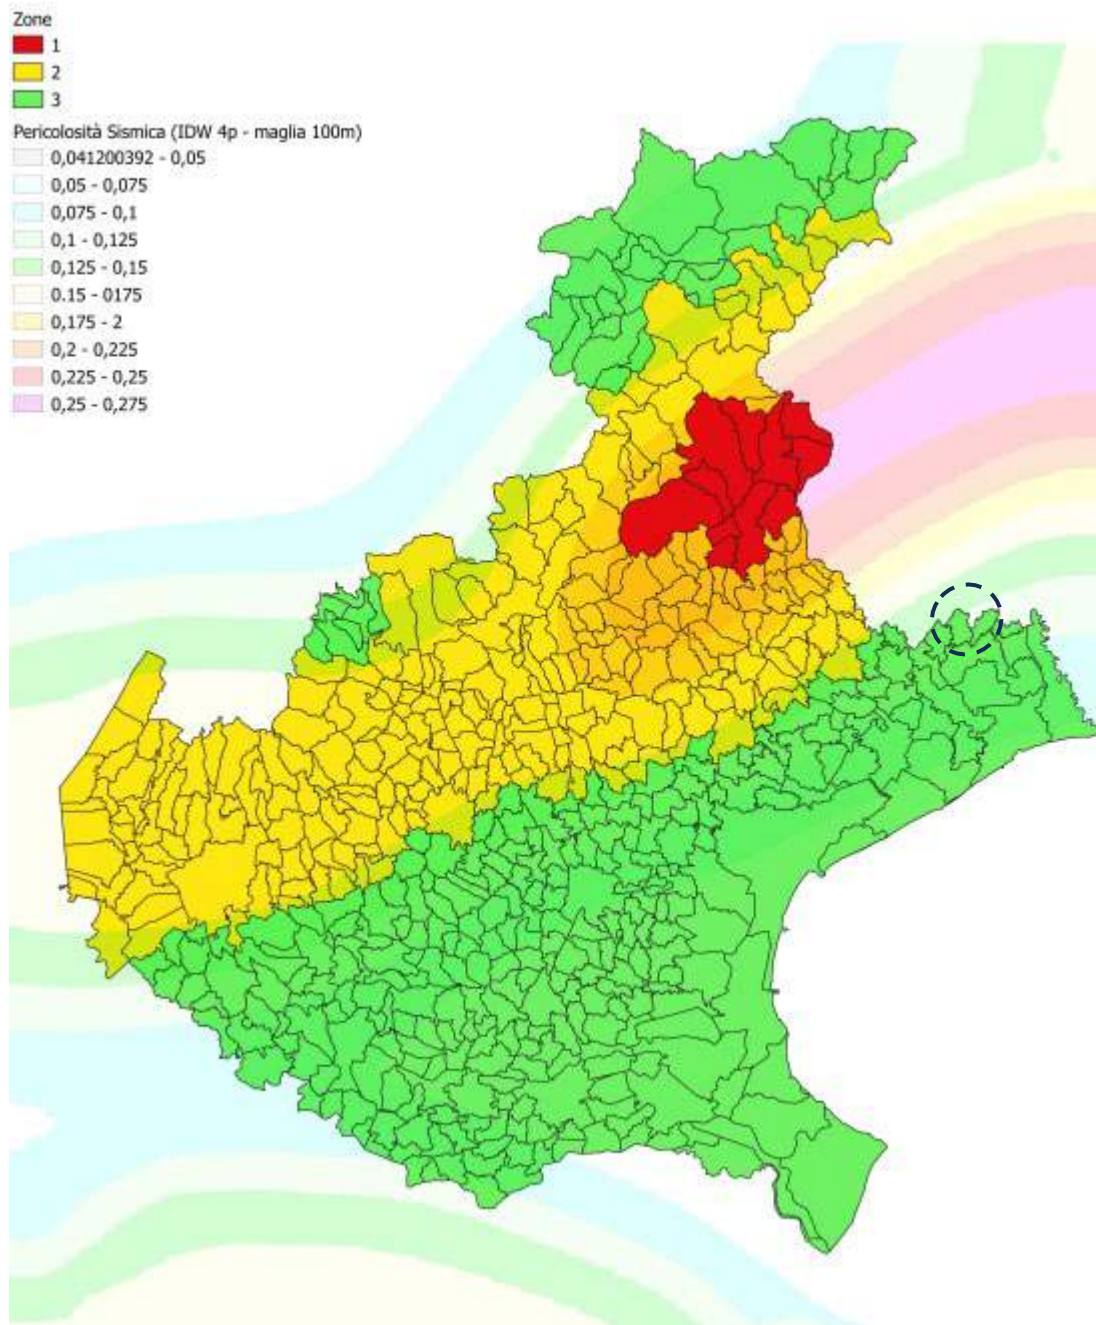 Zone
1
2
3
Pericolosità Sismica (IDW 4p - maglia 100m)
0,041200392 - 0,05
0,05 - 0,075
0,075 - 0,1
0,1 - 0,125
0,125 - 0,15
0.15 - 0175
0,175 - 2
0,2 - 0,225
0,225 - 0,25
0,25 - 0,275